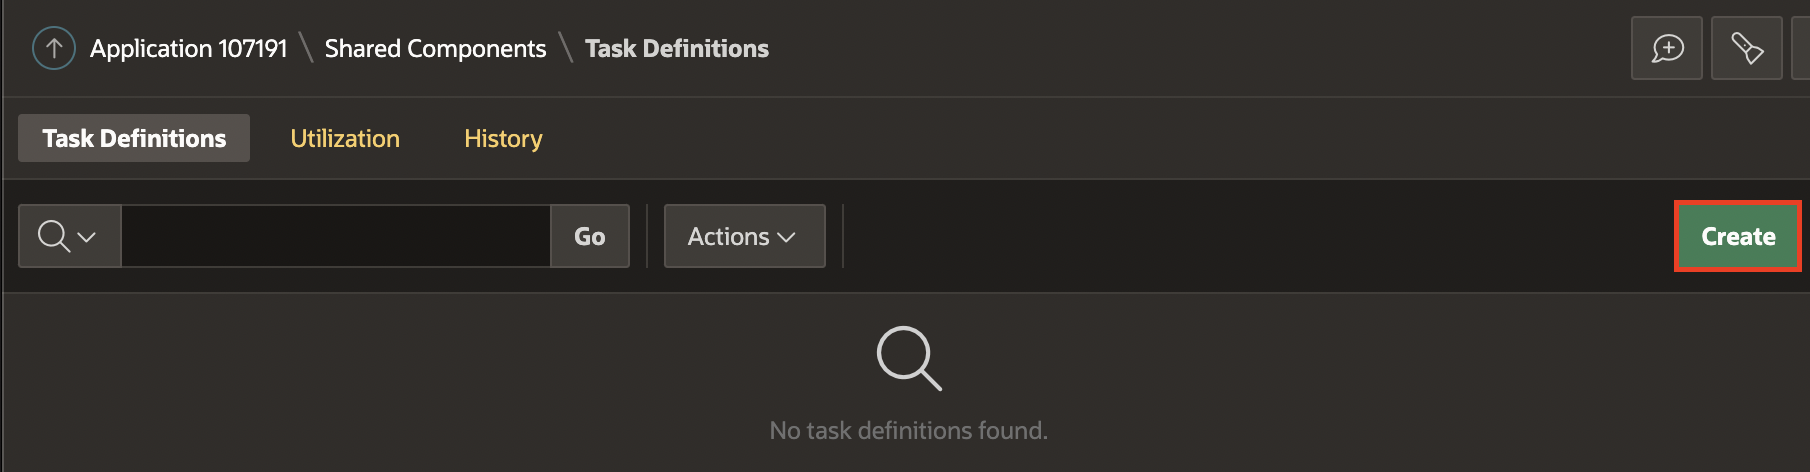 Application 107191 \ Shared Components \ Task Definitions
Task Definitions Utilization History
Go Actions Create
No task definitions found.